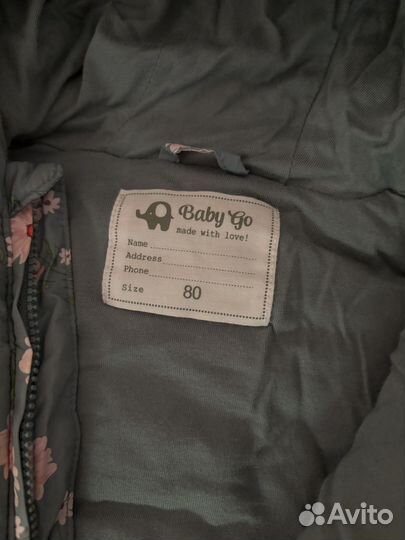 Baby Go
made with love!
Name
Address
Phone
Size 80
Avito